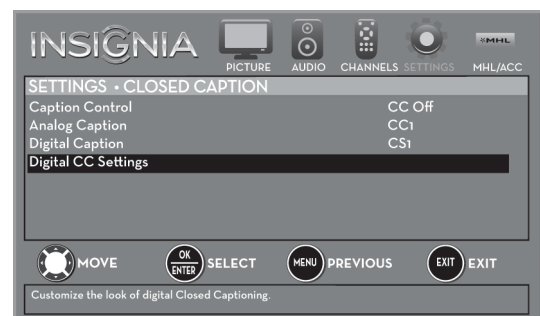 INSIGNIA
PICTURE AUDIO CHANNELS SETTINGS MHL MHL/ACC
SETTINGS • CLOSED CAPTION
Caption Control CC Off
Analog Caption CC1
Digital Caption CS1
Digital CC Settings
MOVE OK ENTER SELECT MENU PREVIOUS EXIT EXIT
Customize the look of digital Closed Captioning.